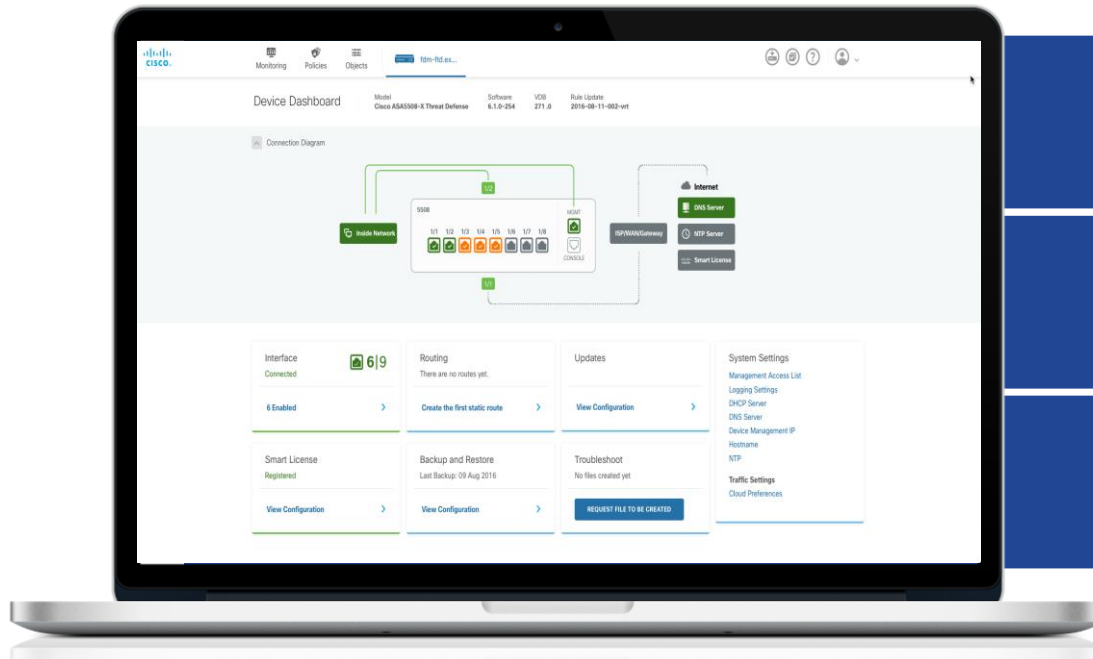 CISCO.
Monitoring Policies Objects fdm-ftd.ex...
Device Dashboard
Model Software VDB Rule Update
Cisco ASA5508-X Threat Defense 6.1.0-254 271 .0 2016-08-11-002-vrt
Connection Diagram
Internet
1/2
DNS Server
5508 MGMT
Inside Network 1/1 1/2 1/3 1/4 1/5 1/6 1/7 1/8 ISP/WAN/Gateway NTP Server
CONSOLE Smart License
1/1
Interface 6|9
Connected
6 Enabled
Routing
There are no routes yet.
Create the first static route
Updates
View Configuration
System Settings
Management Access List
Logging Settings
DHCP Server
DNS Server
Device Management IP
Hostname
NTP
Traffic Settings
Cloud Preferences
Smart License
Registered
View Configuration
Backup and Restore
Last Backup: 09 Aug 2016
View Configuration
Troubleshoot
No files created yet
REQUEST FILE TO BE CREATED